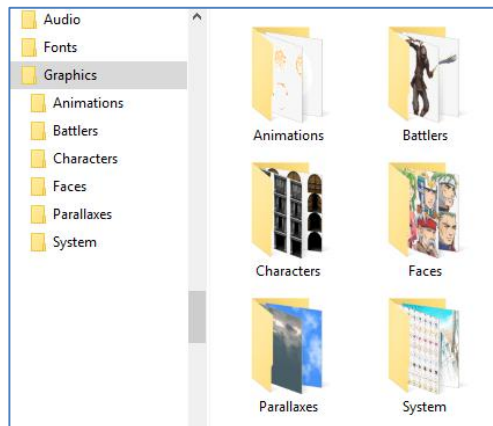 Audio
Fonts
Graphics
Animations
Battlers
Characters
Faces
Parallaxes
System
Animations
Battlers
Characters
Faces
Parallaxes
System